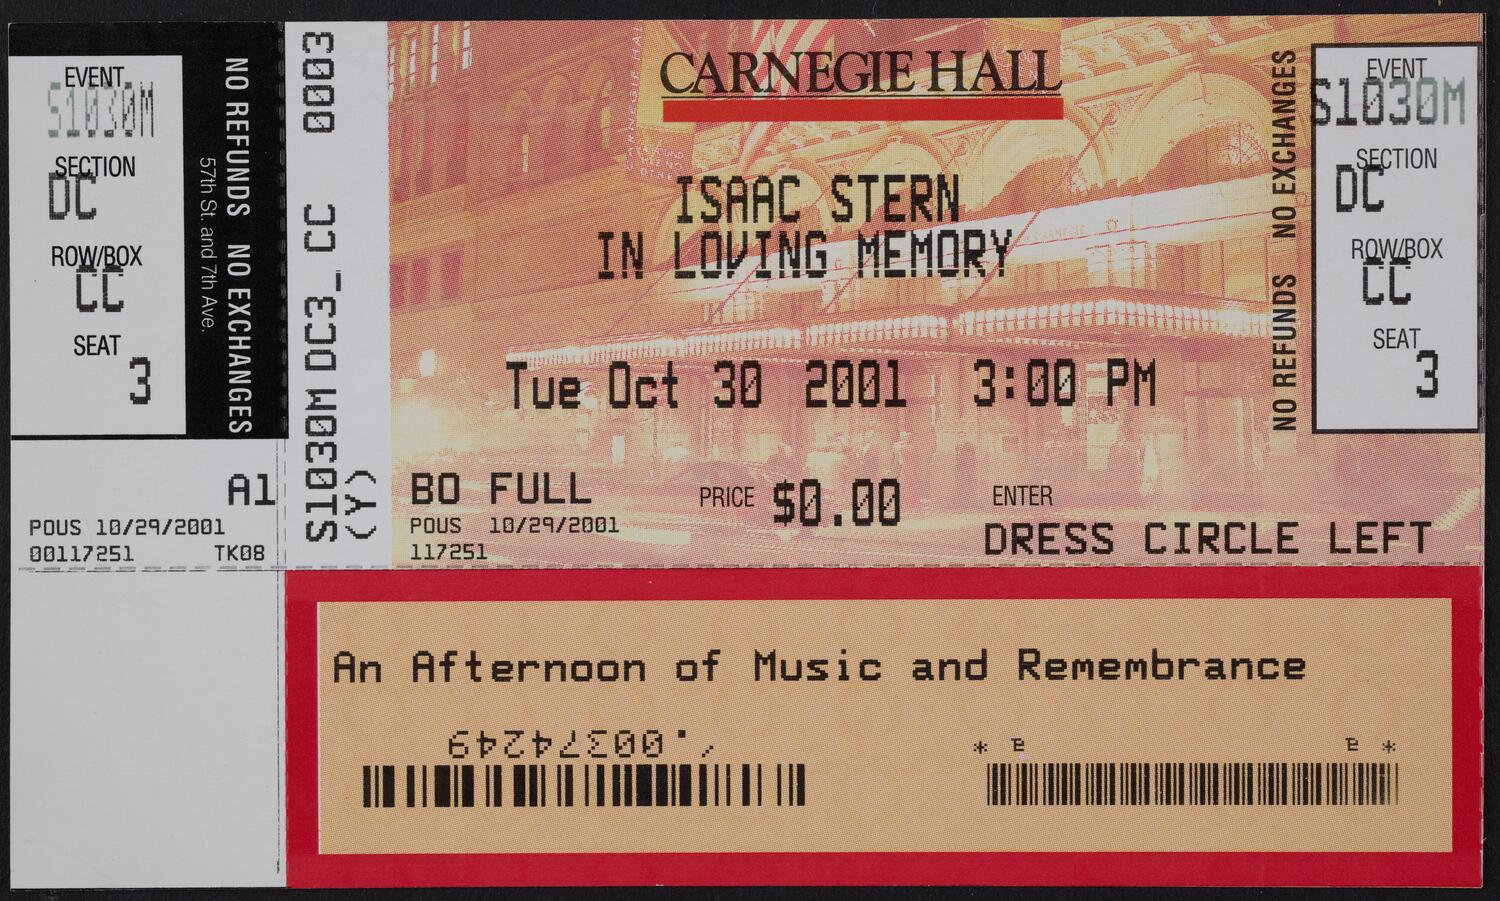 EVENT
S1030M
SECTION
DC
ROW/BOX
CC
SEAT
3
NO REFUNDS NO EXCHANGES
57th St. and 7th Ave.
A1
POUS 10/29/2001
00117251 TK08
S1030M DC3_ CC 0003
(Y)
CARNEGIE HALL
ISAAC STERN
IN LOVING MEMORY
Tue Oct 30 2001 3:00 PM
BO FULL
PRICE $0.00
ENTER
POUS 10/29/2001
117251
DRESS CIRCLE LEFT
NO REFUNDS NO EXCHANGES
EVENT
S1030M
SECTION
DC
ROW/BOX
CC
SEAT
3
An Afternoon of Music and Remembrance